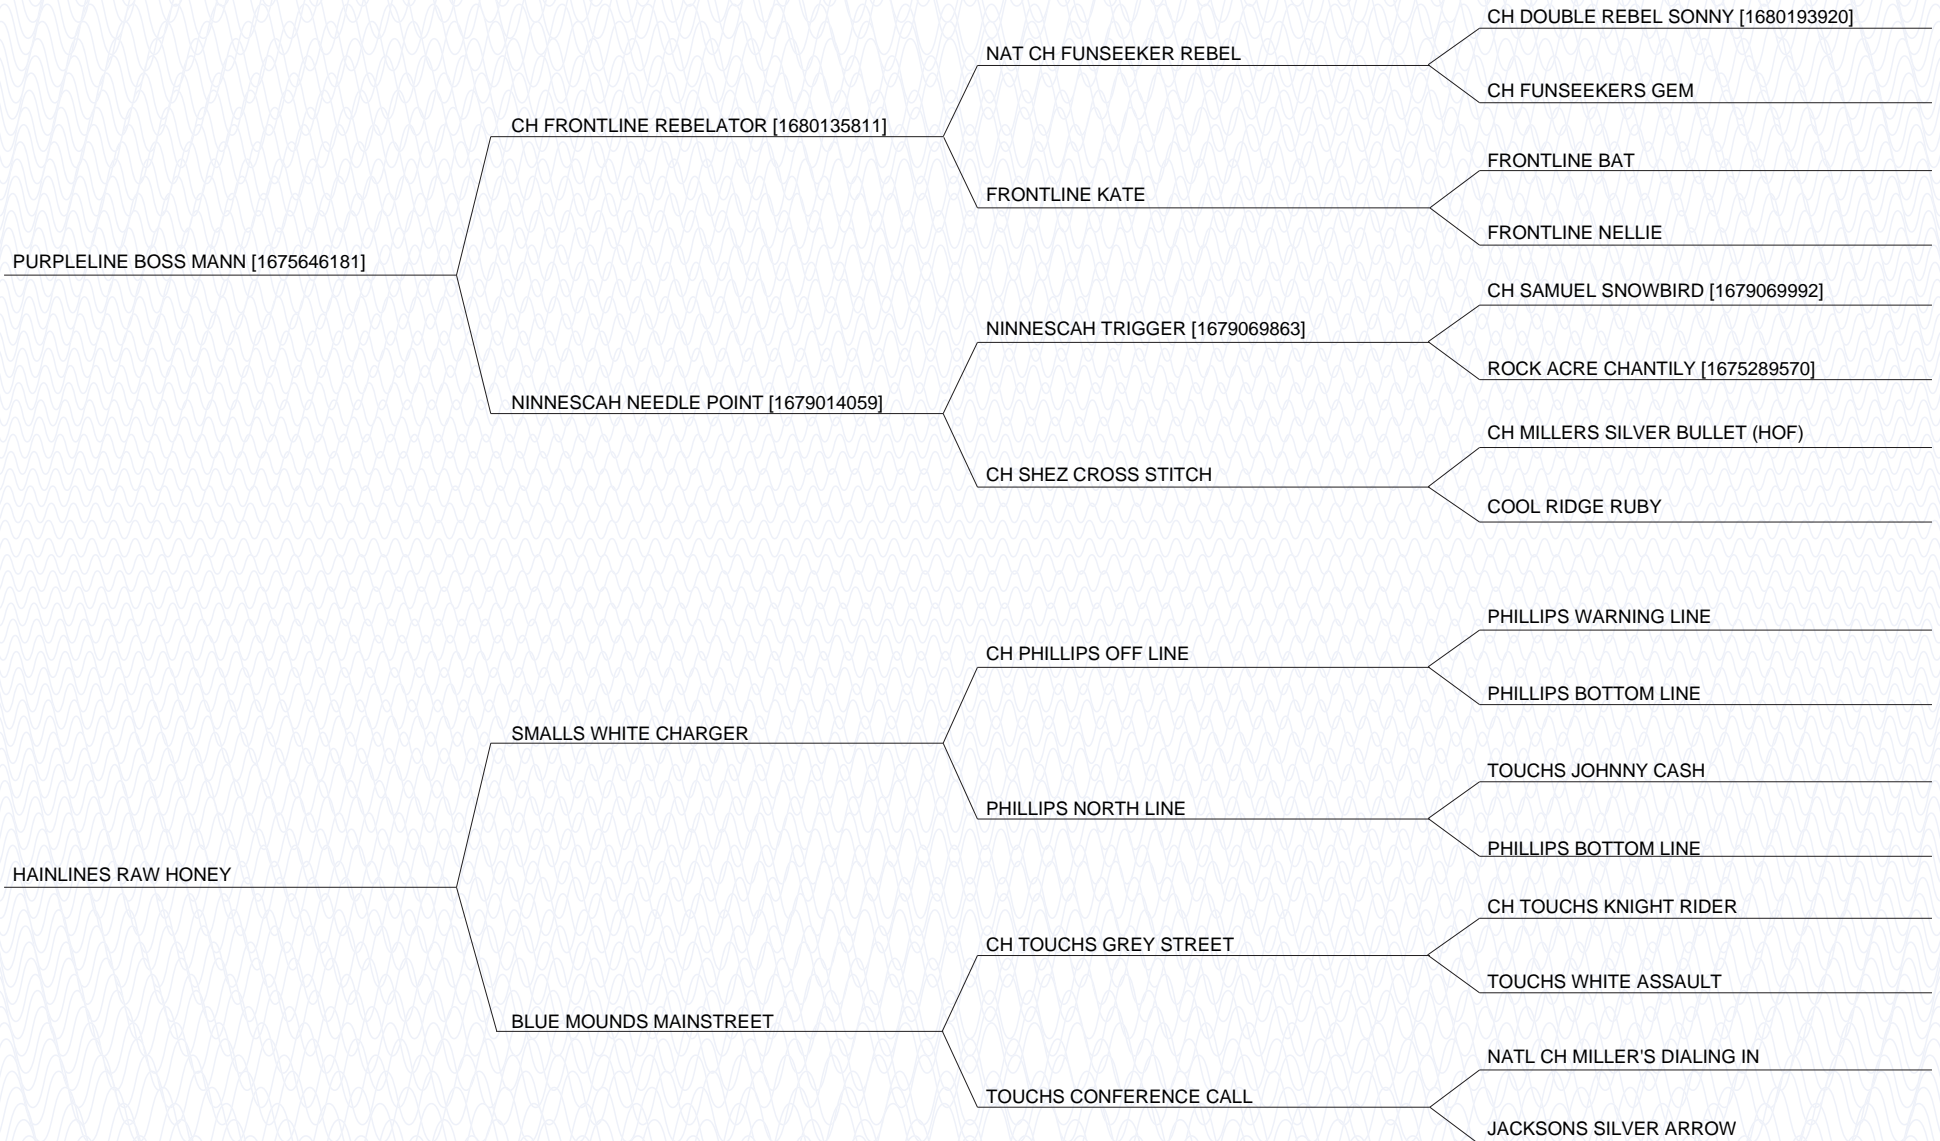 CH DOUBLE REBEL SONNY [1680193920]
NAT CH FUNSEEKER REBEL
CH FUNSEEKERS GEM
CH FRONTLINE REBELATOR [1680135811]
FRONTLINE BAT
FRONTLINE KATE
FRONTLINE NELLIE
PURPLELINE BOSS MANN [1675646181]
CH SAMUEL SNOWBIRD [1679069992]
NINNESCAH TRIGGER [1679069863]
ROCK ACRE CHANTILY [1675289570]
NINNESCAH NEEDLE POINT [1679014059]
CH MILLERS SILVER BULLET (HOF)
CH SHEZ CROSS STITCH
COOL RIDGE RUBY
PHILLIPS WARNING LINE
CH PHILLIPS OFF LINE
PHILLIPS BOTTOM LINE
SMALLS WHITE CHARGER
TOUCHS JOHNNY CASH
PHILLIPS NORTH LINE
PHILLIPS BOTTOM LINE
HAINLINES RAW HONEY
CH TOUCHS KNIGHT RIDER
CH TOUCHS GREY STREET
TOUCHS WHITE ASSAULT
BLUE MOUNDS MAINSTREET
NATL CH MILLER'S DIALING IN
TOUCHS CONFERENCE CALL
JACKSONS SILVER ARROW